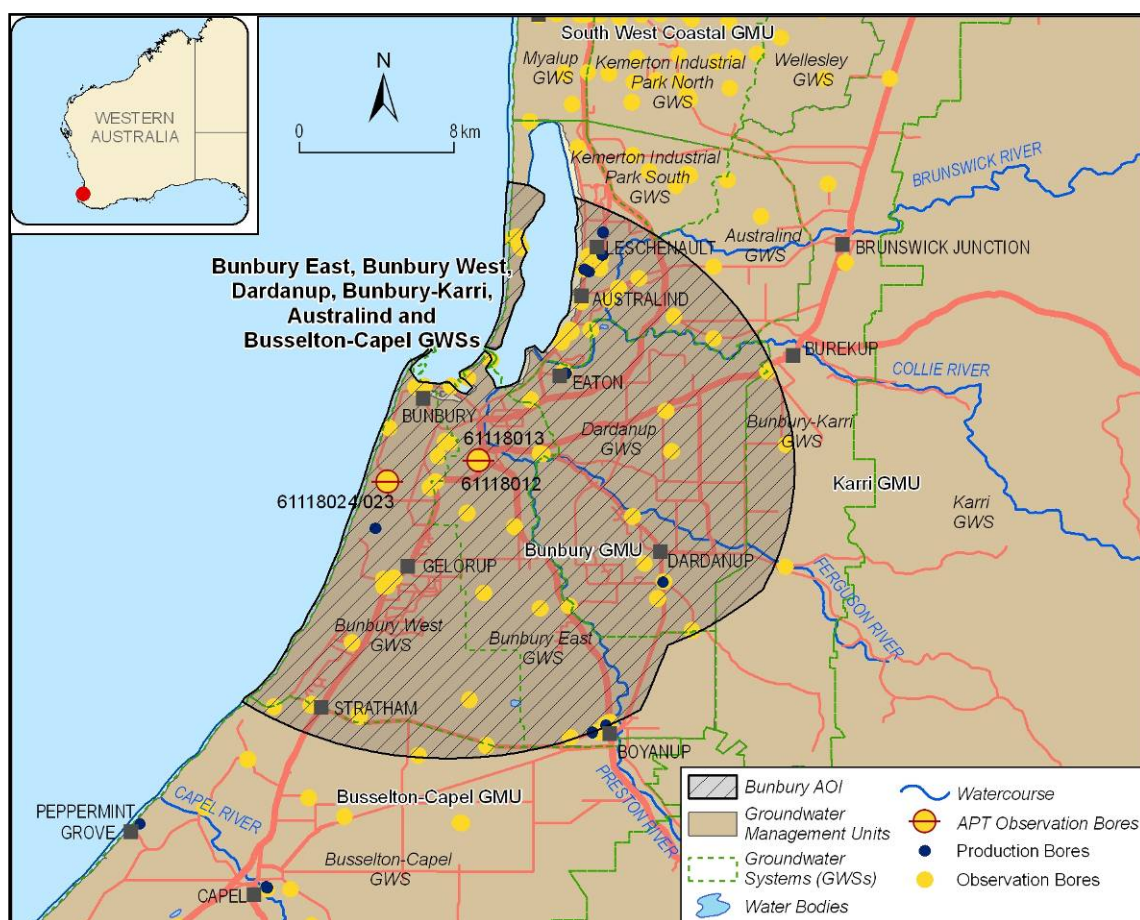 WESTERN
AUSTRALIA
N
0 8 km
South West Coastal GMU
Myalup
GWS
Kemerton Industrial
Park North
GWS
Wellesley
GWS
Kemerton Industrial
Park South
GWS
BRUNSWICK RIVER
Australind
GWS
LESCHENAULT
BRUNSWICK JUNCTION
Bunbury East, Bunbury West,
Dardanup, Bunbury-Karri,
Australind and
Busselton-Capel GWSs
AUSTRALIND
BUREKUP
COLLIE RIVER
EATON
BUNBURY
Dardanup
GWS
Bunbury-Karri
GWS
61118013
61118012
61118024/023
Karri GMU
Karri
GWS
Bunbury GMU
DARDANUP
GELORUP
FERGUSON RIVER
Bunbury West
GWS
Bunbury East
GWS
STRATHAM
BOYANUP
PRESTON RIVER
PEPPERMINT
GROVE
CAPEL RIVER
Busselton-Capel GMU
Busselton-Capel
GWS
CAPEL
Bunbury AOI
Groundwater
Management Units
Groundwater
Systems (GWSs)
Water Bodies
Watercourse
APT Observation Bores
Production Bores
Observation Bores